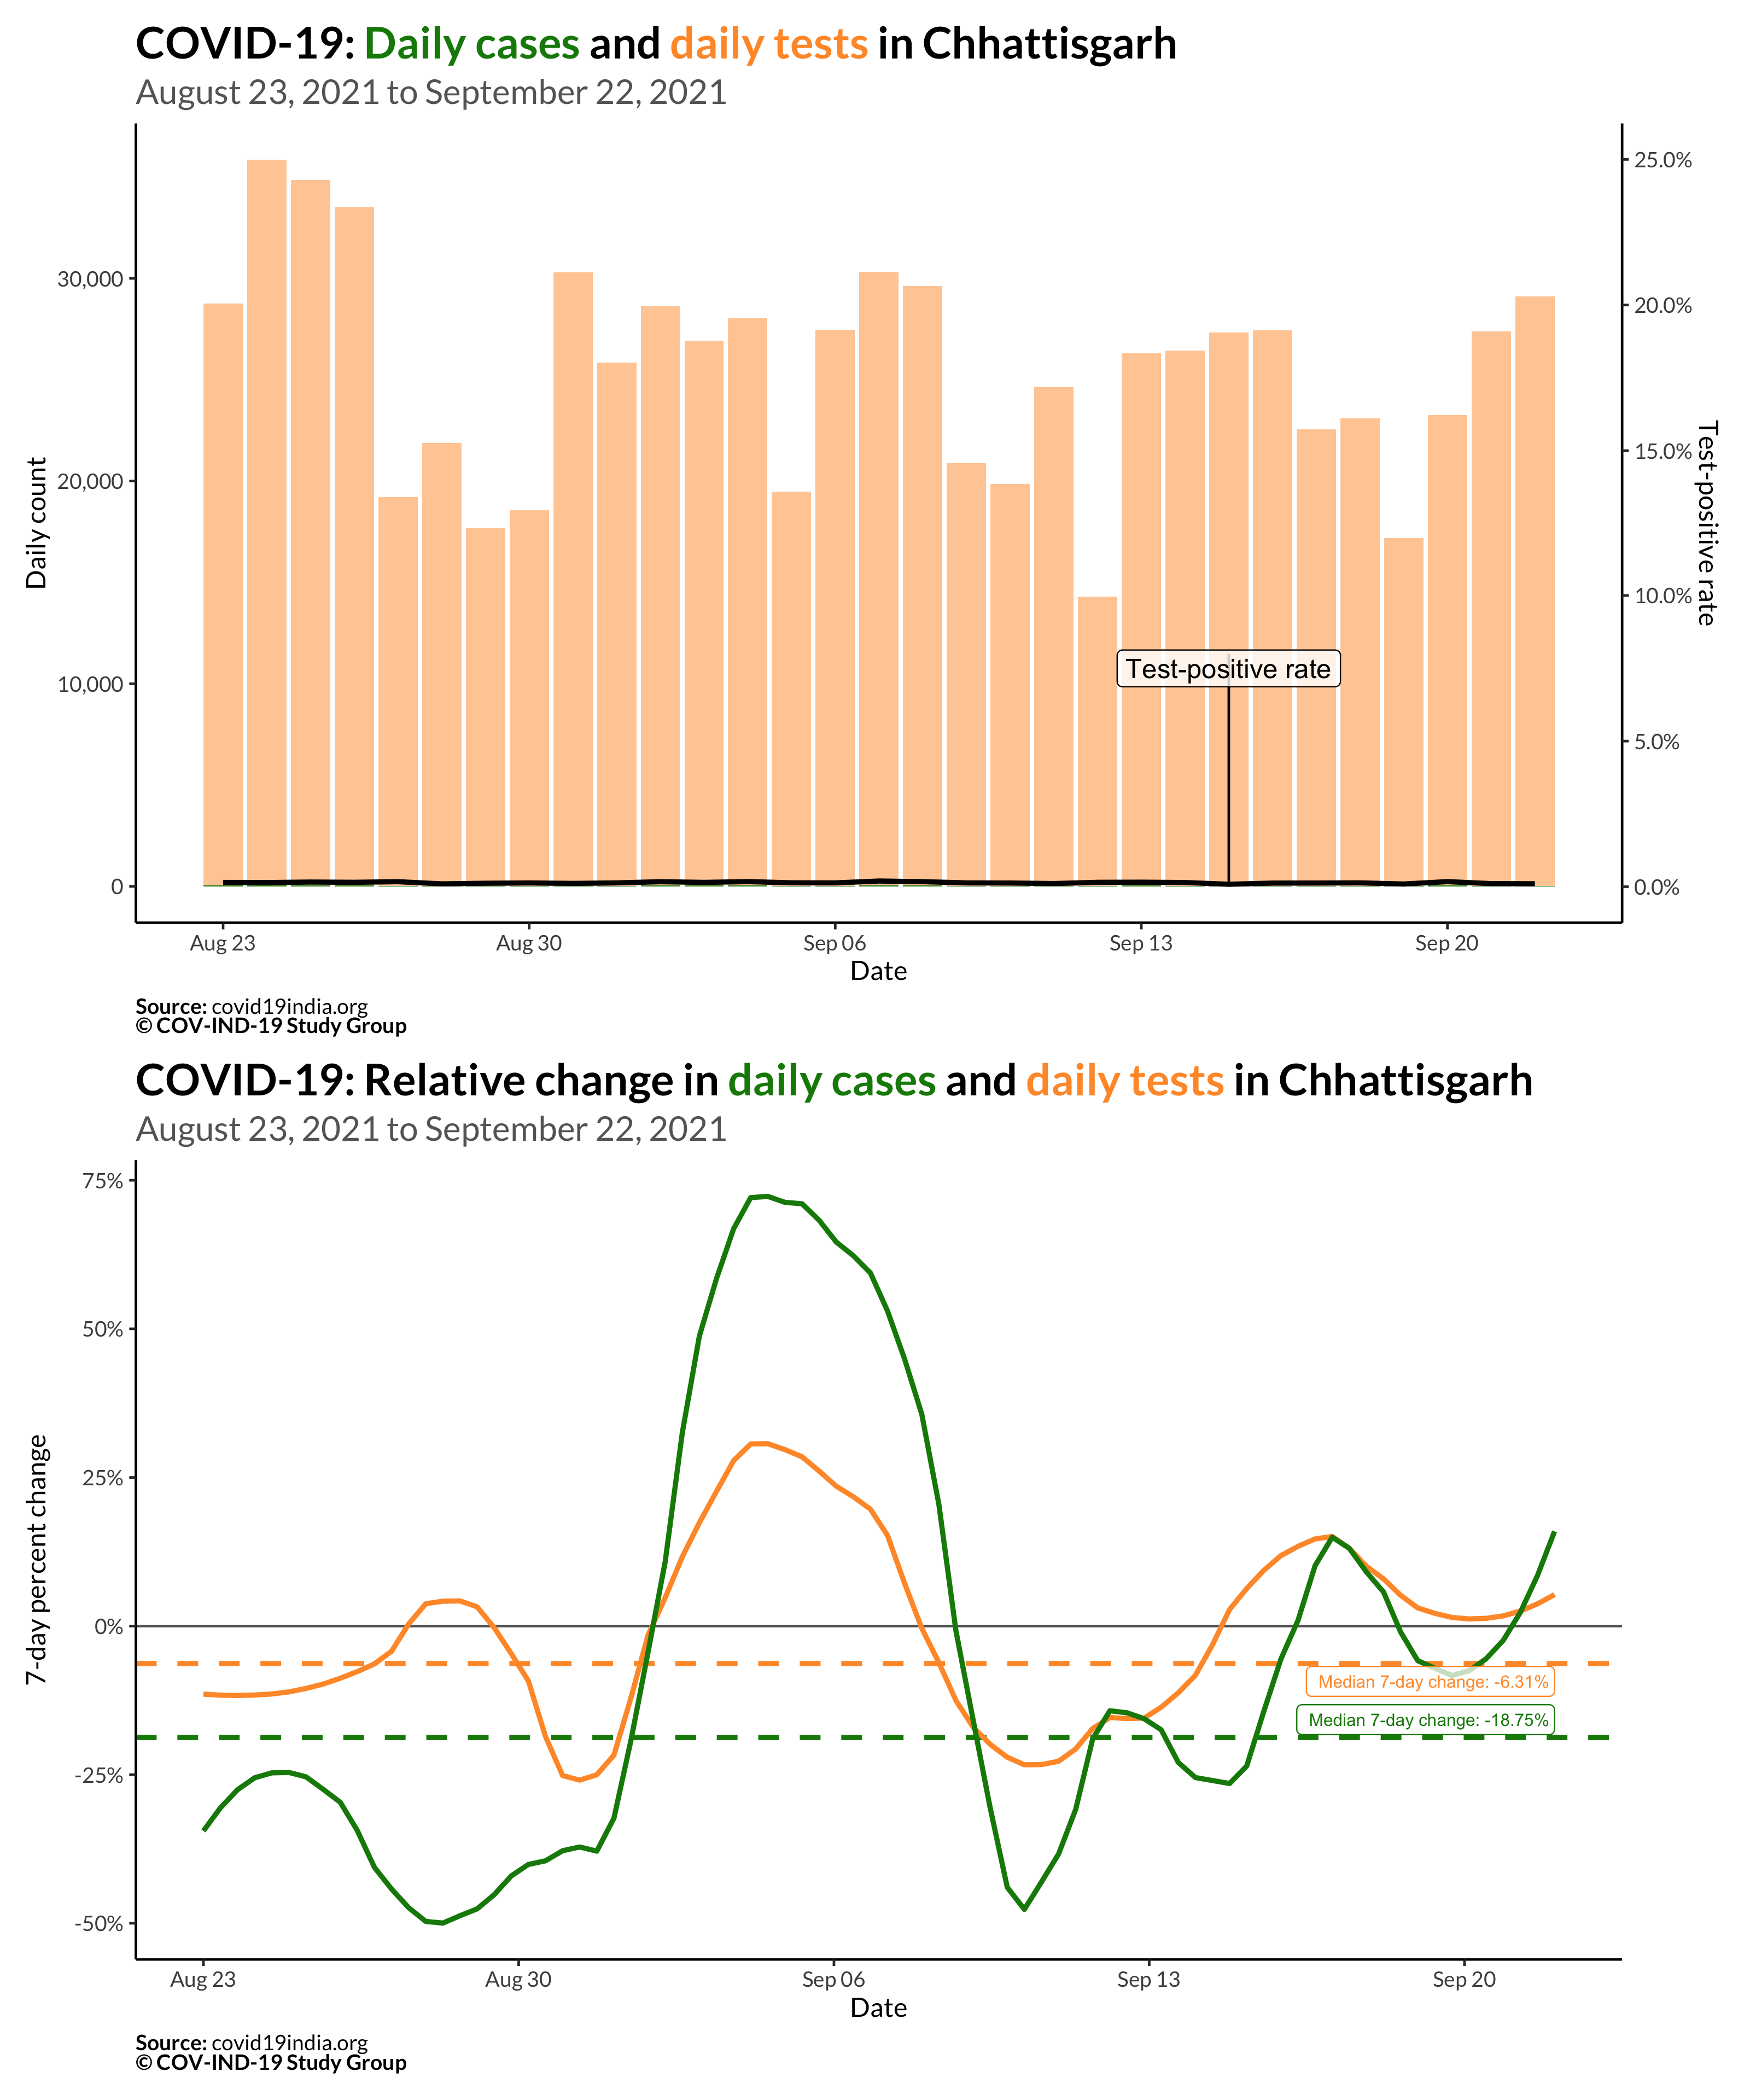 COVID-19: Daily cases and daily tests in Chhattisgarh
August 23, 2021 to September 22, 2021
Daily count
30,000
20,000
10,000
0
25.0%
20.0%
15.0%
10.0%
5.0%
0.0%
Test-positive rate
Test-positive rate
Aug 23
Aug 30
Sep 06
Sep 13
Sep 20
Date
Source: covid19india.org
© COV-IND-19 Study Group
COVID-19: Relative change in daily cases and daily tests in Chhattisgarh
August 23, 2021 to September 22, 2021
7-day percent change
75%
50%
25%
0%
-25%
-50%
Median 7-day change: -6.31%
Median 7-day change: -18.75%
Aug 23
Aug 30
Sep 06
Sep 13
Sep 20
Date
Source: covid19india.org
© COV-IND-19 Study Group